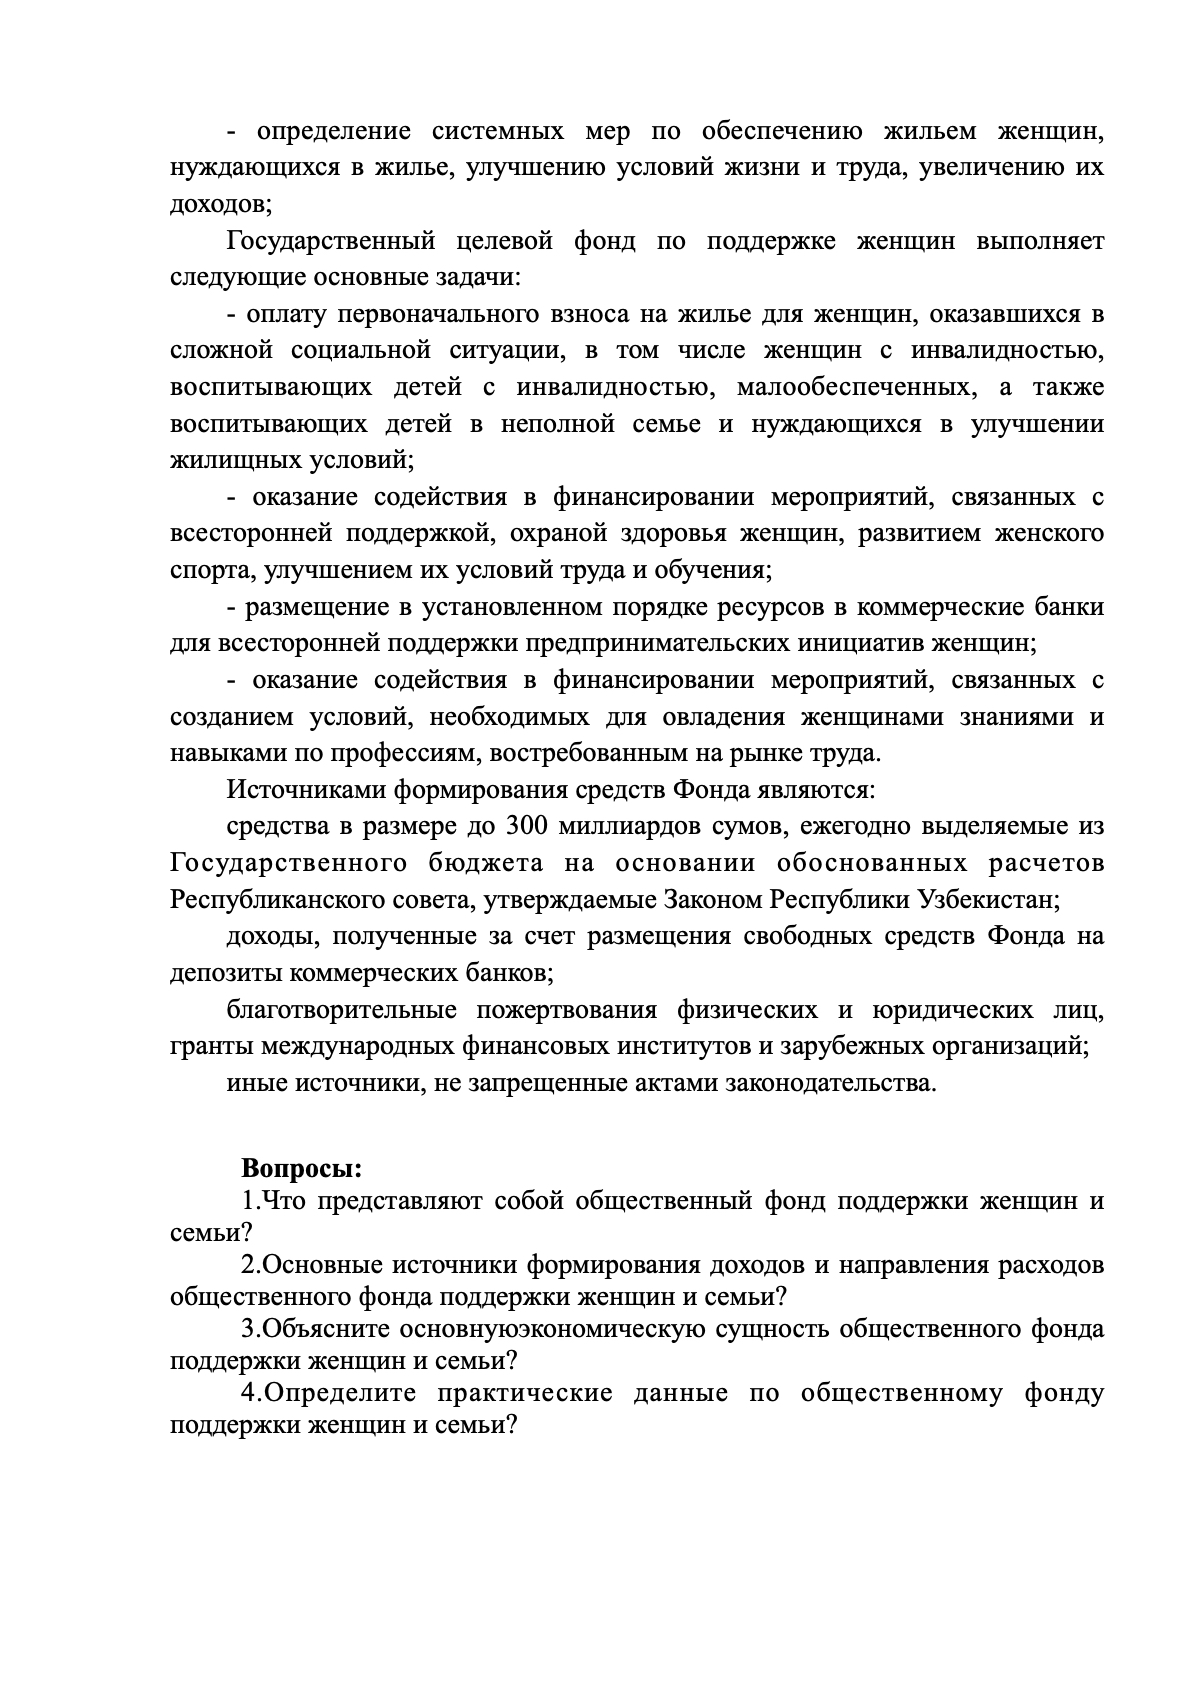 - определение системных мер по обеспечению жильем женщин,
нуждающихся в жилье, улучшению условий жизни и труда, увеличению их
доходов;
Государственный целевой фонд по поддержке женщин выполняет
следующие основные задачи:
- оплату первоначального взноса на жилье для женщин, оказавшихся в
сложной социальной ситуации, в том числе женщин с инвалидностью,
воспитывающих детей с инвалидностью, малообеспеченных, а также
воспитывающих детей в неполной семье и нуждающихся в улучшении
жилищных условий;
- оказание содействия в финансировании мероприятий, связанных с
всесторонней поддержкой, охраной здоровья женщин, развитием женского
спорта, улучшением их условий труда и обучения;
- размещение в установленном порядке ресурсов в коммерческие банки
для всесторонней поддержки предпринимательских инициатив женщин;
- оказание содействия в финансировании мероприятий, связанных с
созданием условий, необходимых для овладения женщинами знаниями и
навыками по профессиям, востребованным на рынке труда.
Источниками формирования средств Фонда являются:
средства в размере до 300 миллиардов сумов, ежегодно выделяемые из
Государственного бюджета на основании обоснованных расчетов
Республиканского совета, утверждаемые Законом Республики Узбекистан;
доходы, полученные за счет размещения свободных средств Фонда на
депозиты коммерческих банков;
благотворительные пожертвования физических и юридических лиц,
гранты международных финансовых институтов и зарубежных организаций;
иные источники, не запрещенные актами законодательства.
Вопросы:
1.Что представляют собой общественный фонд поддержки женщин и
семьи?
2.Основные источники формирования доходов и направления расходов
общественного фонда поддержки женщин и семьи?
3.Объясните основнуюэкономическую сущность общественного фонда
поддержки женщин и семьи?
4.Определите практические данные по общественному фонду
поддержки женщин и семьи?